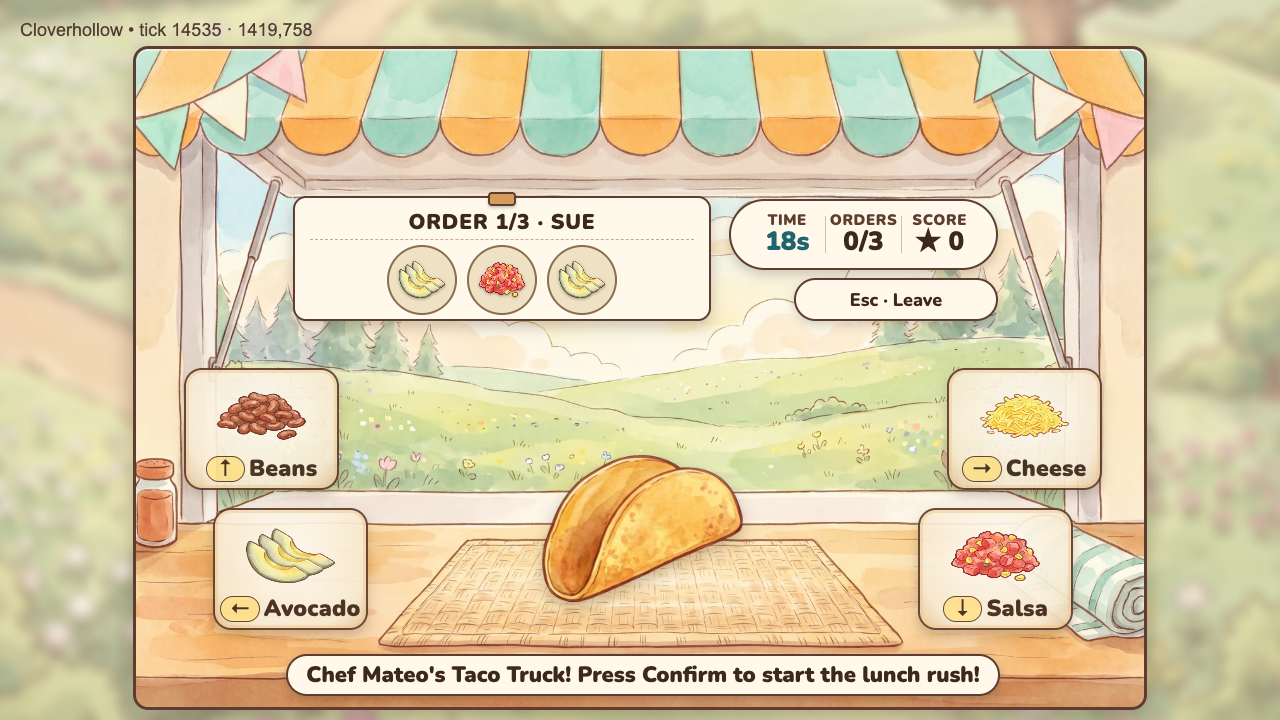 Cloverhollow • tick 14535 · 1419,758
ORDER 1/3 · SUE
TIME ORDERS SCORE
18s 0/3 ★ 0
Esc · Leave
↑ Beans
→ Cheese
← Avocado
↓ Salsa
Chef Mateo's Taco Truck! Press Confirm to start the lunch rush!